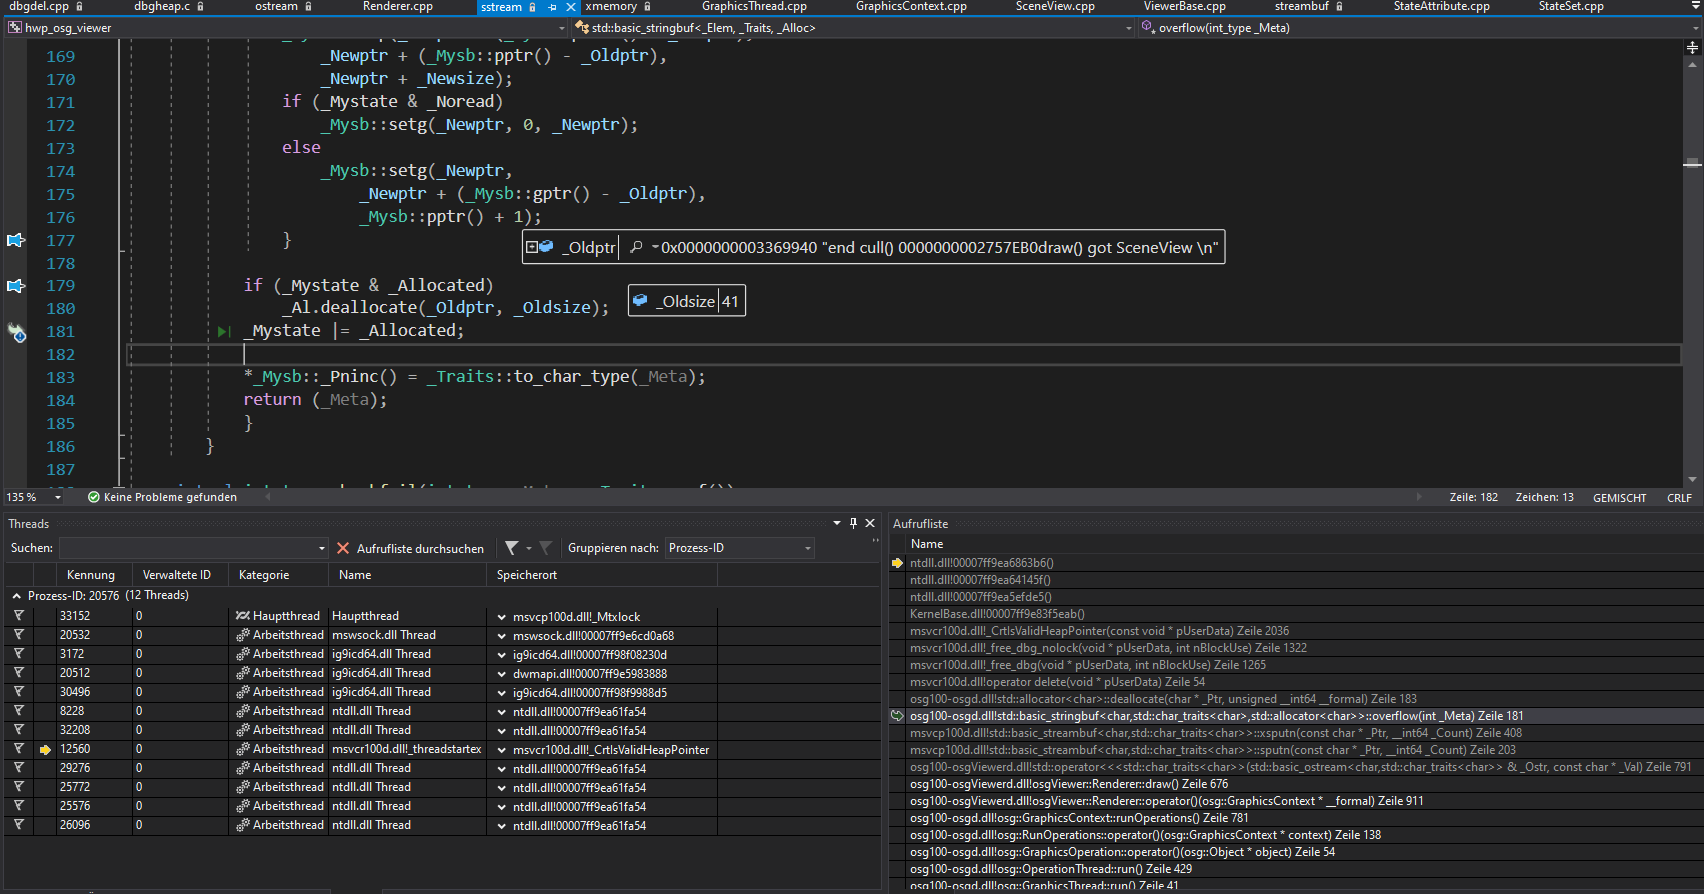 dbgdel.cpp dbgheap.c ostream Renderer.cpp sstream xmemory GraphicsThread.cpp GraphicsContext.cpp SceneView.cpp ViewerBase.cpp streambuf StateAttribute.cpp StateSet.cpp
hwp_osg_viewer std::basic_stringbuf<_Elem, _Traits, _Alloc> overflow(int_type _Meta)
169 _Newptr + (_Mysb::pptr() - _Oldptr),
170 _Newptr + _Newsize);
171 if (_Mystate & _Noread)
172 _Mysb::setg(_Newptr, 0, _Newptr);
173 else
174 _Mysb::setg(_Newptr,
175 _Newptr + (_Mysb::gptr() - _Oldptr),
176 _Mysb::pptr() + 1);
177 }
_Oldptr 0x0000000003369940 "end cull() 0000000002757EB0draw() got SceneView \n"
178
179 if (_Mystate & _Allocated)
180 _Al.deallocate(_Oldptr, _Oldsize);
_Oldsize 41
181 _Mystate |= _Allocated;
182
183 *_Mysb::_Pninc() = _Traits::to_char_type(_Meta);
184 return (_Meta);
185 }
186 }
187
135 % Keine Probleme gefunden Zeile: 182 Zeichen: 13 GEMISCHT CRLF
Threads
Suchen: Aufrufliste durchsuchen Gruppieren nach: Prozess-ID
Kennung Verwaltete ID Kategorie Name Speicherort
Prozess-ID: 20576 (12 Threads)
33152 0 Hauptthread Hauptthread msvcp100d.dll!_Mtxlock
20532 0 Arbeitsthread mswsock.dll Thread mswsock.dll!00007ff9e6cd0a68
3172 0 Arbeitsthread ig9icd64.dll Thread ig9icd64.dll!00007ff98f08230d
20512 0 Arbeitsthread ig9icd64.dll Thread dwmapi.dll!00007ff9e5983888
30496 0 Arbeitsthread ig9icd64.dll Thread ig9icd64.dll!00007ff98f9988d5
8228 0 Arbeitsthread ntdll.dll Thread ntdll.dll!00007ff9ea61fa54
32208 0 Arbeitsthread ntdll.dll Thread ntdll.dll!00007ff9ea61fa54
12560 0 Arbeitsthread msvcr100d.dll!_threadstartex msvcr100d.dll!_CrtIsValidHeapPointer
29276 0 Arbeitsthread ntdll.dll Thread ntdll.dll!00007ff9ea61fa54
25772 0 Arbeitsthread ntdll.dll Thread ntdll.dll!00007ff9ea61fa54
25576 0 Arbeitsthread ntdll.dll Thread ntdll.dll!00007ff9ea61fa54
26096 0 Arbeitsthread ntdll.dll Thread ntdll.dll!00007ff9ea61fa54
Aufrufliste
Name
ntdll.dll!00007ff9ea6863b6()
ntdll.dll!00007ff9ea64145f()
ntdll.dll!00007ff9ea5efde5()
KernelBase.dll!00007ff9e83f5eab()
msvcr100d.dll!_CrtIsValidHeapPointer(const void * pUserData) Zeile 2036
msvcr100d.dll!_free_dbg_nolock(void * pUserData, int nBlockUse) Zeile 1322
msvcr100d.dll!_free_dbg(void * pUserData, int nBlockUse) Zeile 1265
msvcr100d.dll!operator delete(void * pUserData) Zeile 54
osg100-osgd.dll!std::allocator<char>::deallocate(char * _Ptr, unsigned __int64 __formal) Zeile 183
osg100-osgd.dll!std::basic_stringbuf<char,std::char_traits<char>,std::allocator<char>>::overflow(int _Meta) Zeile 181
msvcp100d.dll!std::basic_streambuf<char,std::char_traits<char>>::xsputn(const char * _Ptr, __int64 _Count) Zeile 408
msvcp100d.dll!std::basic_streambuf<char,std::char_traits<char>>::sputn(const char * _Ptr, __int64 _Count) Zeile 203
osg100-osgViewerd.dll!std::operator<<<std::char_traits<char>>(std::basic_ostream<char,std::char_traits<char>> & _Ostr, const char * _Val) Zeile 791
osg100-osgViewerd.dll!osgViewer::Renderer::draw() Zeile 676
osg100-osgViewerd.dll!osgViewer::Renderer::operator()(osg::GraphicsContext * __formal) Zeile 911
osg100-osgd.dll!osg::GraphicsContext::runOperations() Zeile 781
osg100-osgd.dll!osg::RunOperations::operator()(osg::GraphicsContext * context) Zeile 138
osg100-osgd.dll!osg::GraphicsOperation::operator()(osg::Object * object) Zeile 54
osg100-osgd.dll!osg::OperationThread::run() Zeile 429
osg100-osgd.dll!osg::GraphicsThread::run() Zeile 41